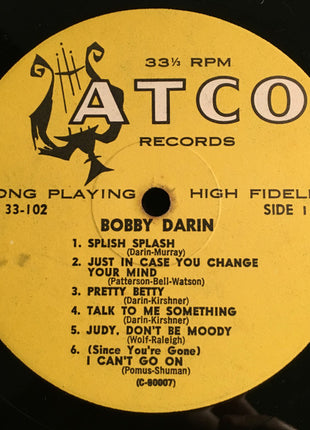 33⅓ RPM
ATCO
RECORDS
ONG PLAYING HIGH FIDEL
33-102 SIDE 1
BOBBY DARIN
1. SPLISH SPLASH
(Darin-Murray)
2. JUST IN CASE YOU CHANGE
YOUR MIND
(Patterson-Bell-Watson)
3. PRETTY BETTY
(Darin-Kirshner)
4. TALK TO ME SOMETHING
(Darin-Kirshner)
5. JUDY, DON'T BE MOODY
(Wolf-Raleigh)
6. (Since You're Gone)
I CAN'T GO ON
(Pomus-Shuman)
(C-80007)